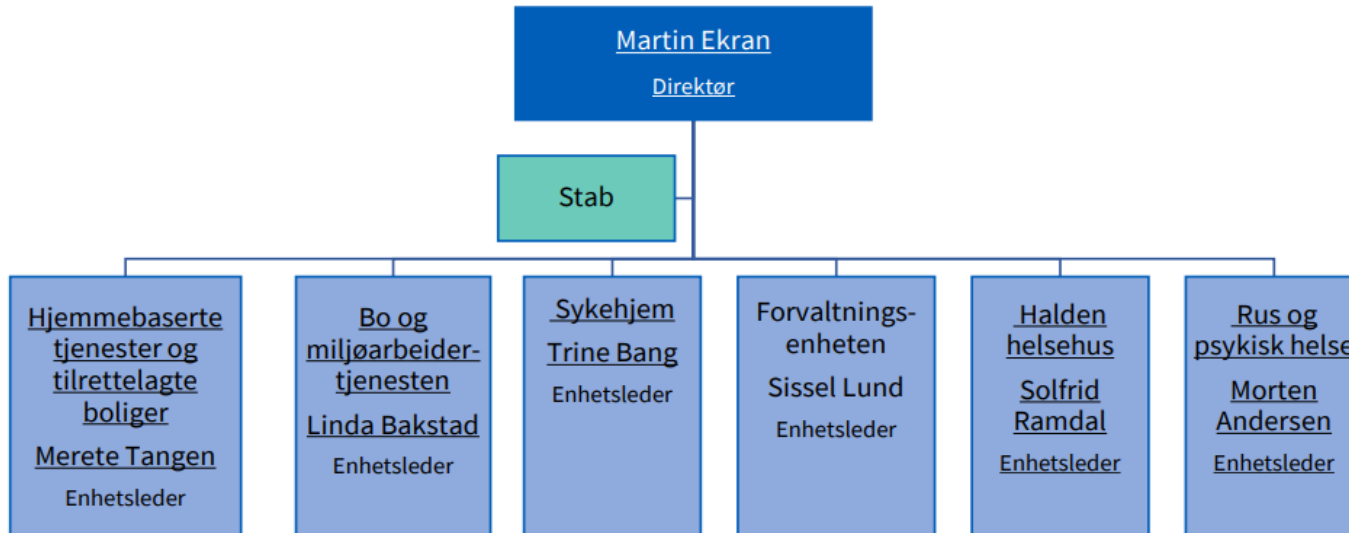 Martin Ekran
Direktør
Stab
Hjemmebaserte
tjenester og
tilrettelagte
boliger
Merete Tangen
Enhetsleder
Bo og
miljøarbeider-
tjenesten
Linda Bakstad
Enhetsleder
Sykehjem
Trine Bang
Enhetsleder
Forvaltnings-
enheten
Sissel Lund
Enhetsleder
Halden
helsehus
Solfrid
Ramdal
Enhetsleder
Rus og
psykisk helse
Morten
Andersen
Enhetsleder